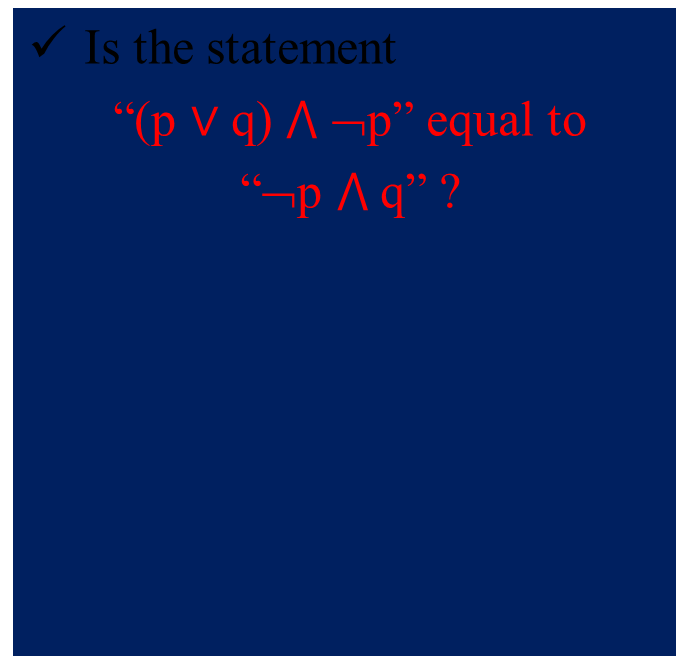 ✓ Is the statement
“(p ∨ q) ⋀ ¬p” equal to
“¬p ⋀ q” ?